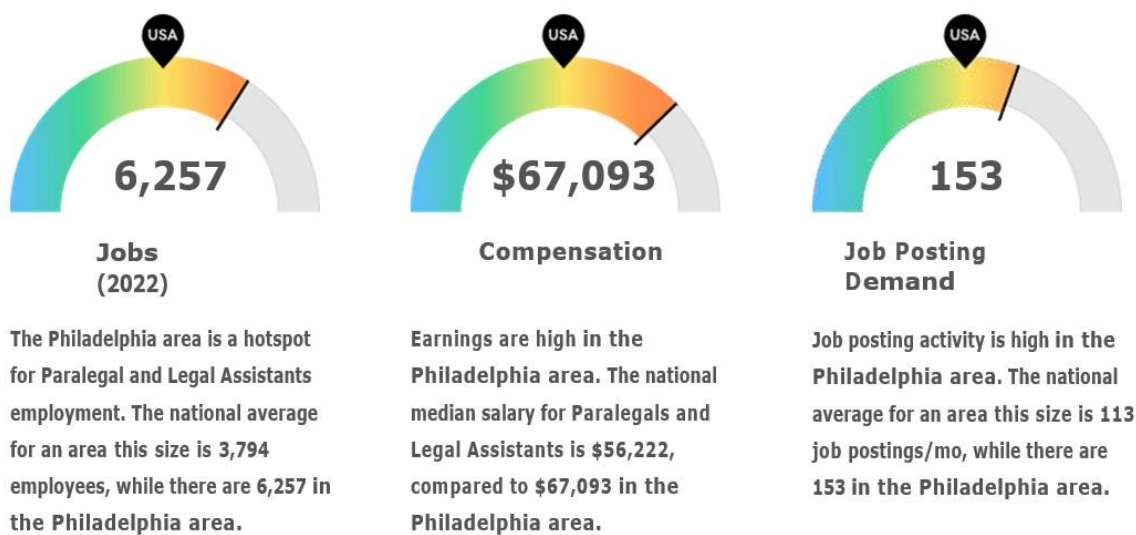 USA
6,257
Jobs
(2022)
The Philadelphia area is a hotspot
for Paralegal and Legal Assistants
employment. The national average
for an area this size is 3,794
employees, while there are 6,257 in
the Philadelphia area.
USA
$67,093
Compensation
Earnings are high in the
Philadelphia area. The national
median salary for Paralegals and
Legal Assistants is $56,222,
compared to $67,093 in the
Philadelphia area.
USA
153
Job Posting
Demand
Job posting activity is high in the
Philadelphia area. The national
average for an area this size is 113
job postings/mo, while there are
153 in the Philadelphia area.